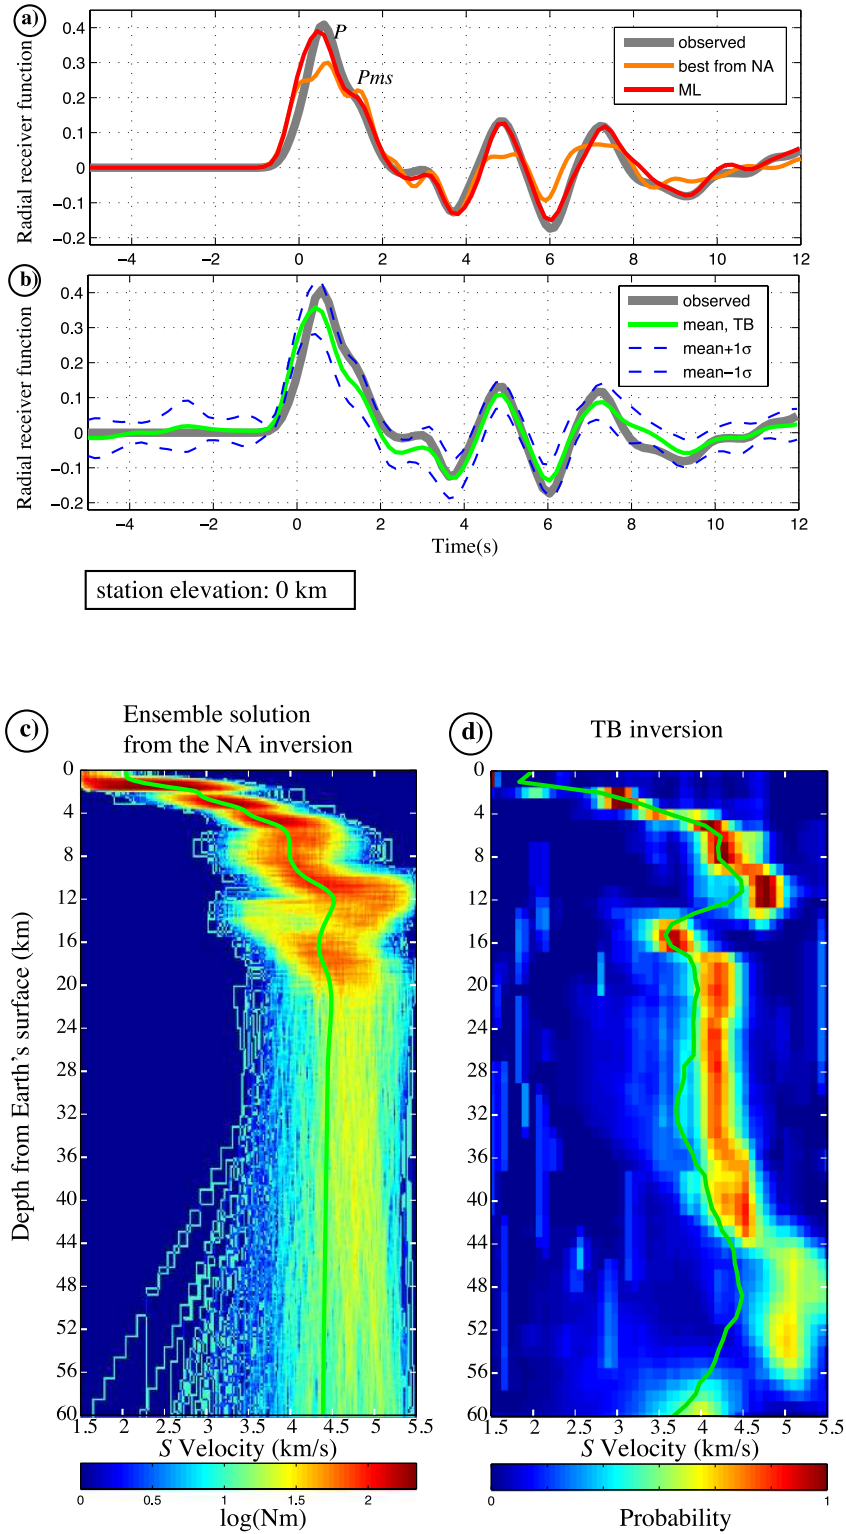 a)
Radial receiver function
0.4
0.3
0.2
0.1
0
−0.1
−0.2
P
Pms
observed
best from NA
ML
−4 −2 0 2 4 6 8 10 12
b)
Radial receiver function
0.4
0.3
0.2
0.1
0
−0.1
−0.2
observed
mean, TB
mean+1σ
mean−1σ
−4 −2 0 2 4 6 8 10 12
Time(s)
station elevation: 0 km
c)
Ensemble solution
from the NA inversion
d)
TB inversion
Depth from Earth's surface (km)
0
4
8
12
16
20
24
28
32
36
40
44
48
52
56
60
1.5 2 2.5 3 3.5 4 4.5 5 5.5
S Velocity (km/s)
0 0.5 1 1.5 2
log(Nm)
0
4
8
12
16
20
24
28
32
36
40
44
48
52
56
60
1.5 2 2.5 3.0 3.5 4 4.5 5 5.5
S Velocity (km/s)
0 1
Probability